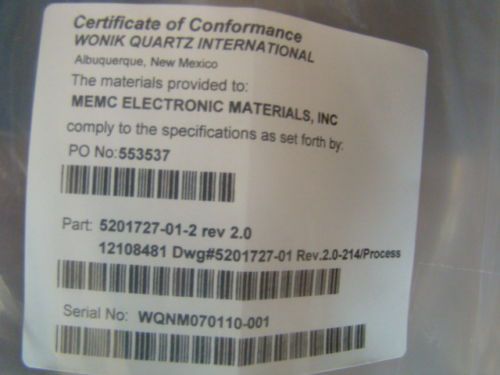 Certificate of Conformance
WONIK QUARTZ INTERNATIONAL
Albuquerque, New Mexico
The materials provided to:
MEMC ELECTRONIC MATERIALS, INC
comply to the specifications as set forth by:
PO No: 553537
Part: 5201727-01-2 rev 2.0
12108481 Dwg#5201727-01 Rev.2.0-214/Process
Serial No: WQNM070110-001